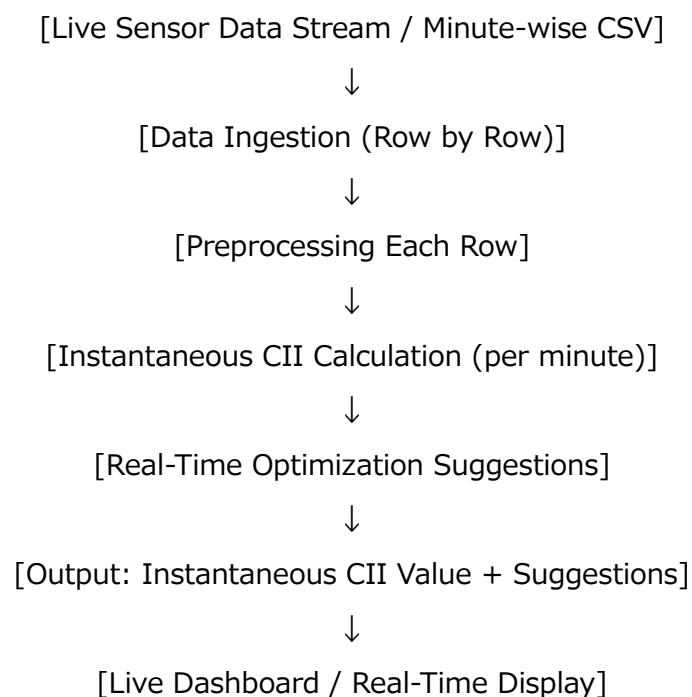 [Live Sensor Data Stream / Minute-wise CSV]
↓
[Data Ingestion (Row by Row)]
↓
[Preprocessing Each Row]
↓
[Instantaneous CII Calculation (per minute)]
↓
[Real-Time Optimization Suggestions]
↓
[Output: Instantaneous CII Value + Suggestions]
↓
[Live Dashboard / Real-Time Display]